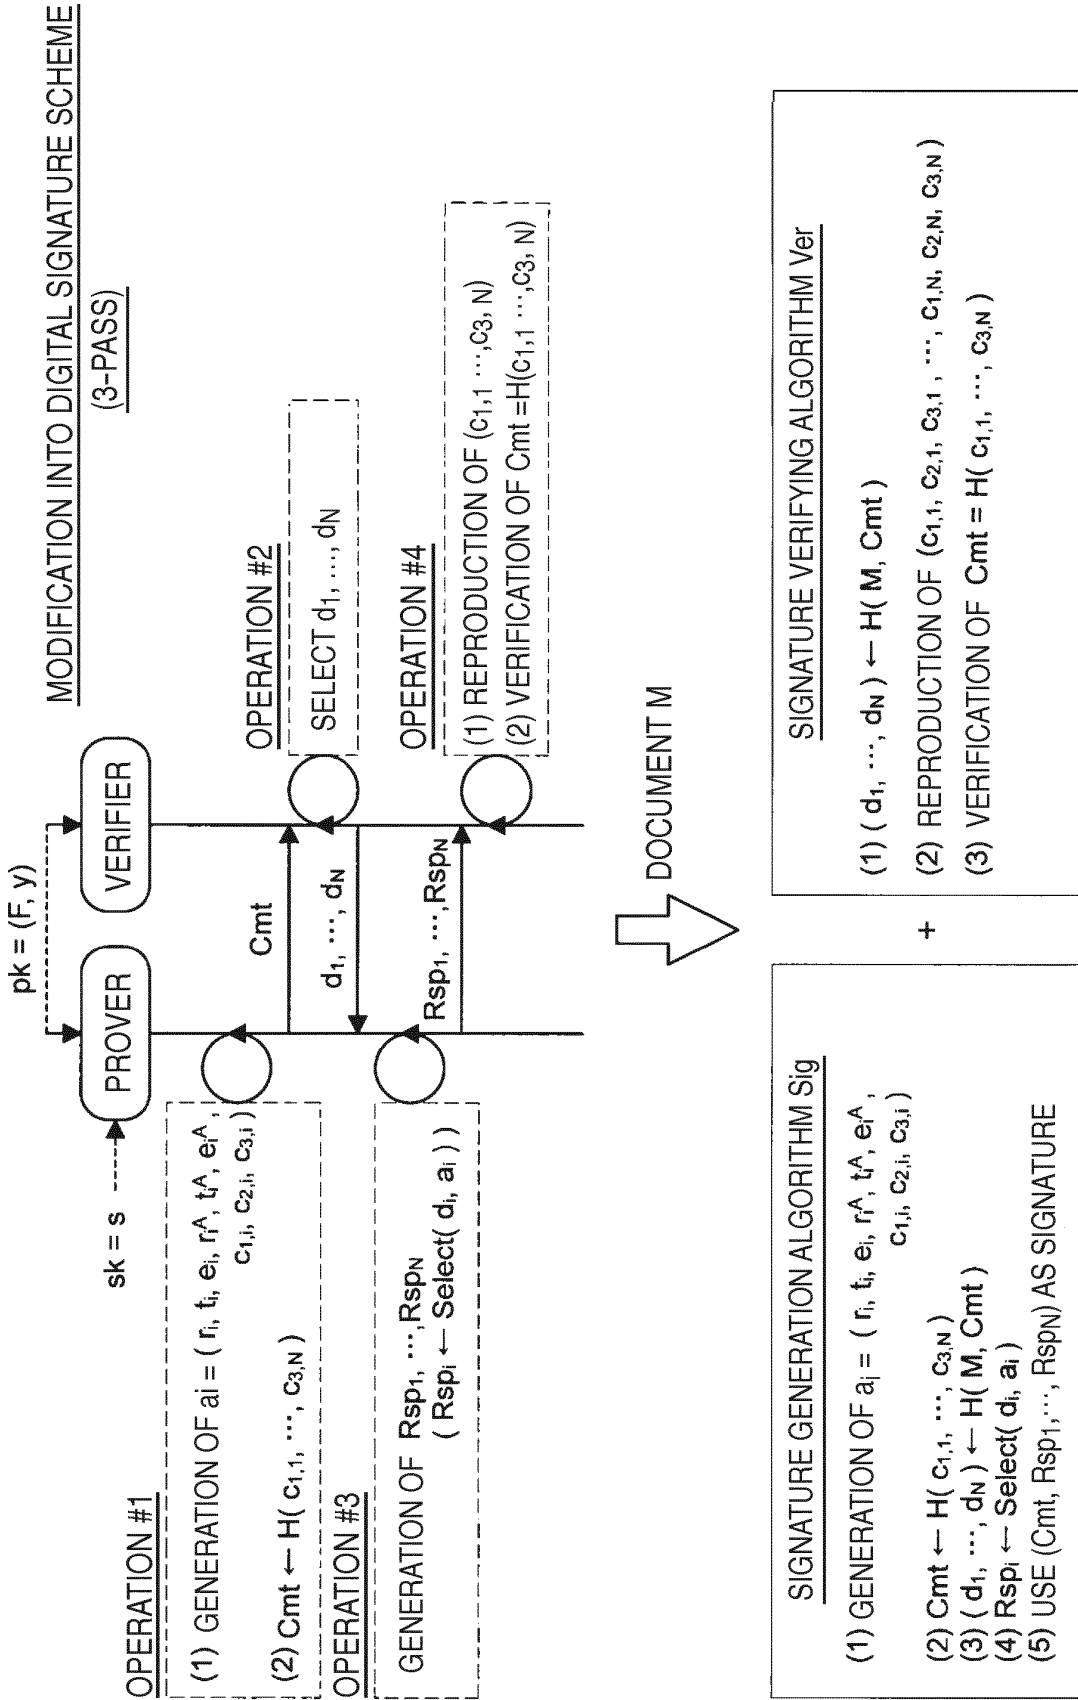 MODIFICATION INTO DIGITAL SIGNATURE SCHEME
(3-PASS)
pk = (F, y)
sk = s
PROVER
VERIFIER
OPERATION #1
(1) GENERATION OF ai = ( ri, ti, ei, ri^A, ti^A, ei^A,
c1,i, c2,i, c3,i)
(2) Cmt ← H( c1,1, ⋯, c3,N)
Cmt
OPERATION #2
SELECT d1, ..., dN
d1, ⋯, dN
OPERATION #3
GENERATION OF Rsp1, ⋯,RspN
( Rspi ← Select( di, ai ))
Rsp1, ⋯,RspN
OPERATION #4
(1) REPRODUCTION OF (c1,1 ⋯,c3, N)
(2) VERIFICATION OF Cmt =H(c1,1 ⋯,c3, N)
DOCUMENT M
SIGNATURE GENERATION ALGORITHM Sig
(1) GENERATION OF ai = ( ri, ti, ei, ri^A, ti^A, ei^A,
c1,i, c2,i, c3,i)
(2) Cmt ← H( c1,1, ⋯, c3,N)
(3) ( d1, ⋯, dN ) ← H( M, Cmt )
(4) Rspi ← Select( di, ai )
(5) USE (Cmt, Rsp1,⋯, RspN) AS SIGNATURE
+
SIGNATURE VERIFYING ALGORITHM Ver
(1) ( d1, ⋯, dN ) ← H( M, Cmt )
(2) REPRODUCTION OF (c1,1, c2,1, c3,1 , ⋯, c1,N, c2,N, c3,N)
(3) VERIFICATION OF Cmt = H( c1,1, ⋯, c3,N )